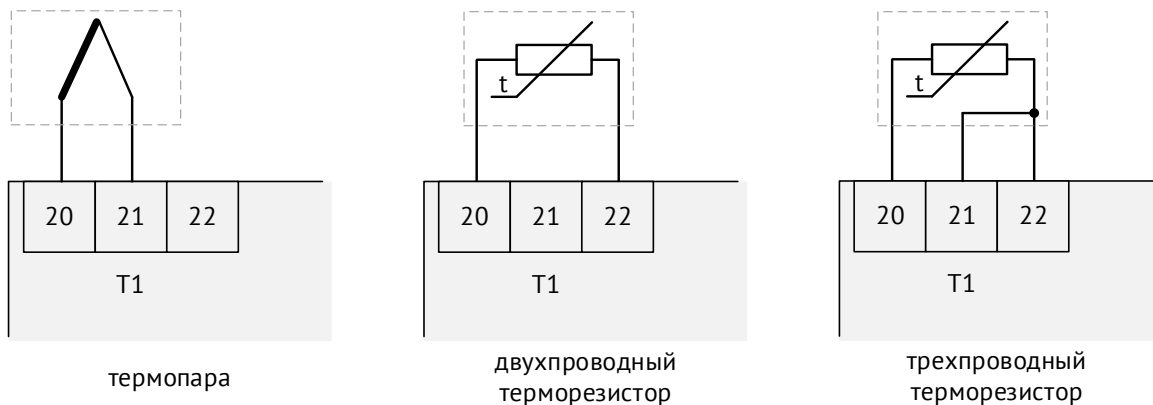 t
t
20 21 22
20 21 22
20 21 22
T1
T1
T1
термопара
двухпроводный
терморезистор
трехпроводный
терморезистор